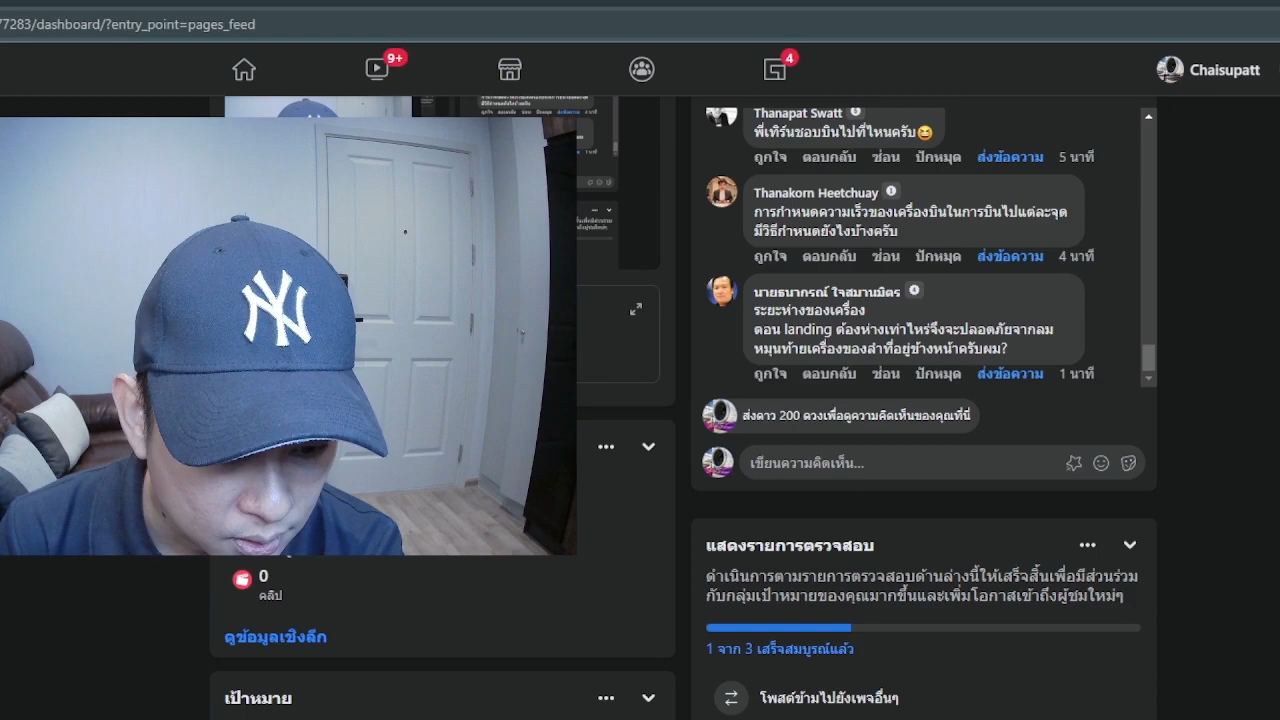 77283/dashboard/?entry_point=pages_feed
9+
4
Chaisupatt
Thanapat Swatt
พี่เทิร์นชอบบินไปที่ไหนครับ😆
ถูกใจ ตอบกลับ ซ่อน ปักหมุด ส่งข้อความ 5 นาที
Thanakorn Heetchuay
การกำหนดความเร็วของเครื่องบินในการบินไปแต่ละจุด
มีวิธีกำหนดยังไงบ้างครับ
ถูกใจ ตอบกลับ ซ่อน ปักหมุด ส่งข้อความ 4 นาที
นายธนากรณ์ ใจสมานมิตร
ระยะห่างของเครื่อง
ตอน landing ต้องห่างเท่าไหร่จึงจะปลอดภัยจากลม
หมุนท้ายเครื่องของลำที่อยู่ข้างหน้าครับผม?
ถูกใจ ตอบกลับ ซ่อน ปักหมุด ส่งข้อความ 1 นาที
ส่งดาว 200 ดวงเพื่อดูความคิดเห็นของคุณที่นี่
เขียนความคิดเห็น...
แสดงรายการตรวจสอบ
ดำเนินการตามรายการตรวจสอบด้านล่างนี้ให้เสร็จสิ้นเพื่อมีส่วนร่วม
กับกลุ่มเป้าหมายของคุณมากขึ้นและเพิ่มโอกาสเข้าถึงผู้ชมใหม่ๆ
1 จาก 3 เสร็จสมบูรณ์แล้ว
โพสต์ข้ามไปยังเพจอื่นๆ
NY
0
คลิป
ดูข้อมูลเชิงลึก
เป้าหมาย